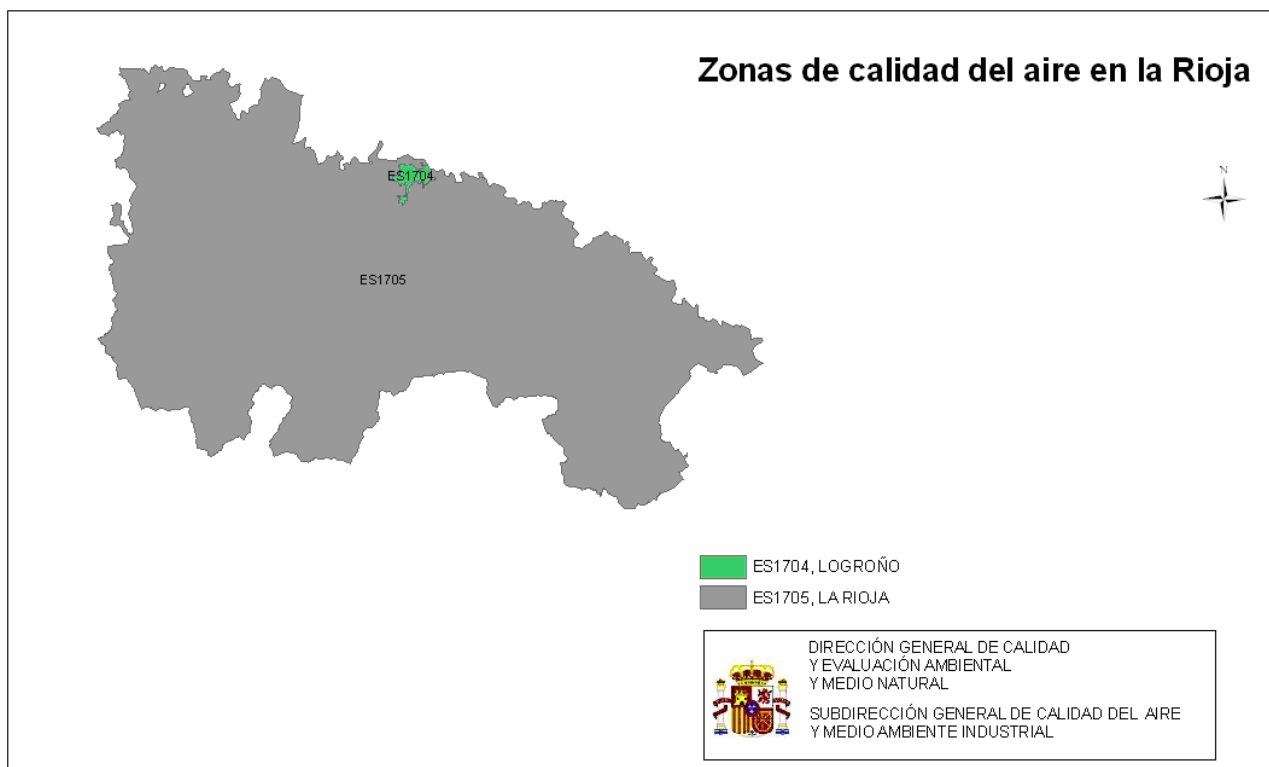 Zonas de calidad del aire en la Rioja
N
ES1704
ES1705
ES1704, LOGROÑO
ES1705, LA RIOJA
DIRECCIÓN GENERAL DE CALIDAD
Y EVALUACIÓN AMBIENTAL
Y MEDIO NATURAL
SUBDIRECCIÓN GENERAL DE CALIDAD DEL AIRE
Y MEDIO AMBIENTE INDUSTRIAL